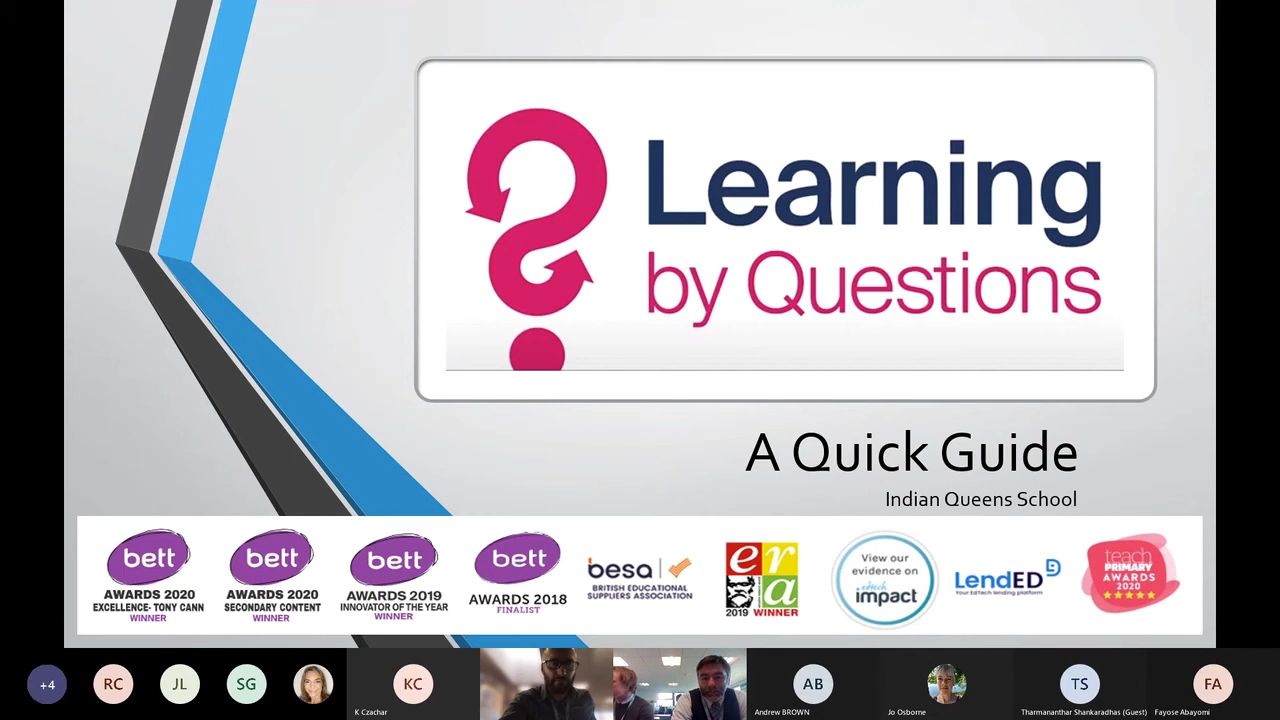 Learning
by Questions
A Quick Guide
Indian Queens School
bett
AWARDS 2020
EXCELLENCE- TONY CANN
WINNER
bett
AWARDS 2020
SECONDARY CONTENT
WINNER
bett
AWARDS 2019
INNOVATOR OF THE YEAR
WINNER
bett
AWARDS 2018
FINALIST
besa
BRITISH EDUCATIONAL
SUPPLIERS ASSOCIATION
era
2019 WINNER
View our
evidence on
edtech
impact
LendED
Your EdTech lending platform
teach
PRIMARY
AWARDS
2020
+4
RC
JL
SG
KC
K Czachar
AB
Andrew BROWN
Jo Osborne
TS
Tharmananthar Shankaradhas (Guest)
FA
Fayose Abayomi